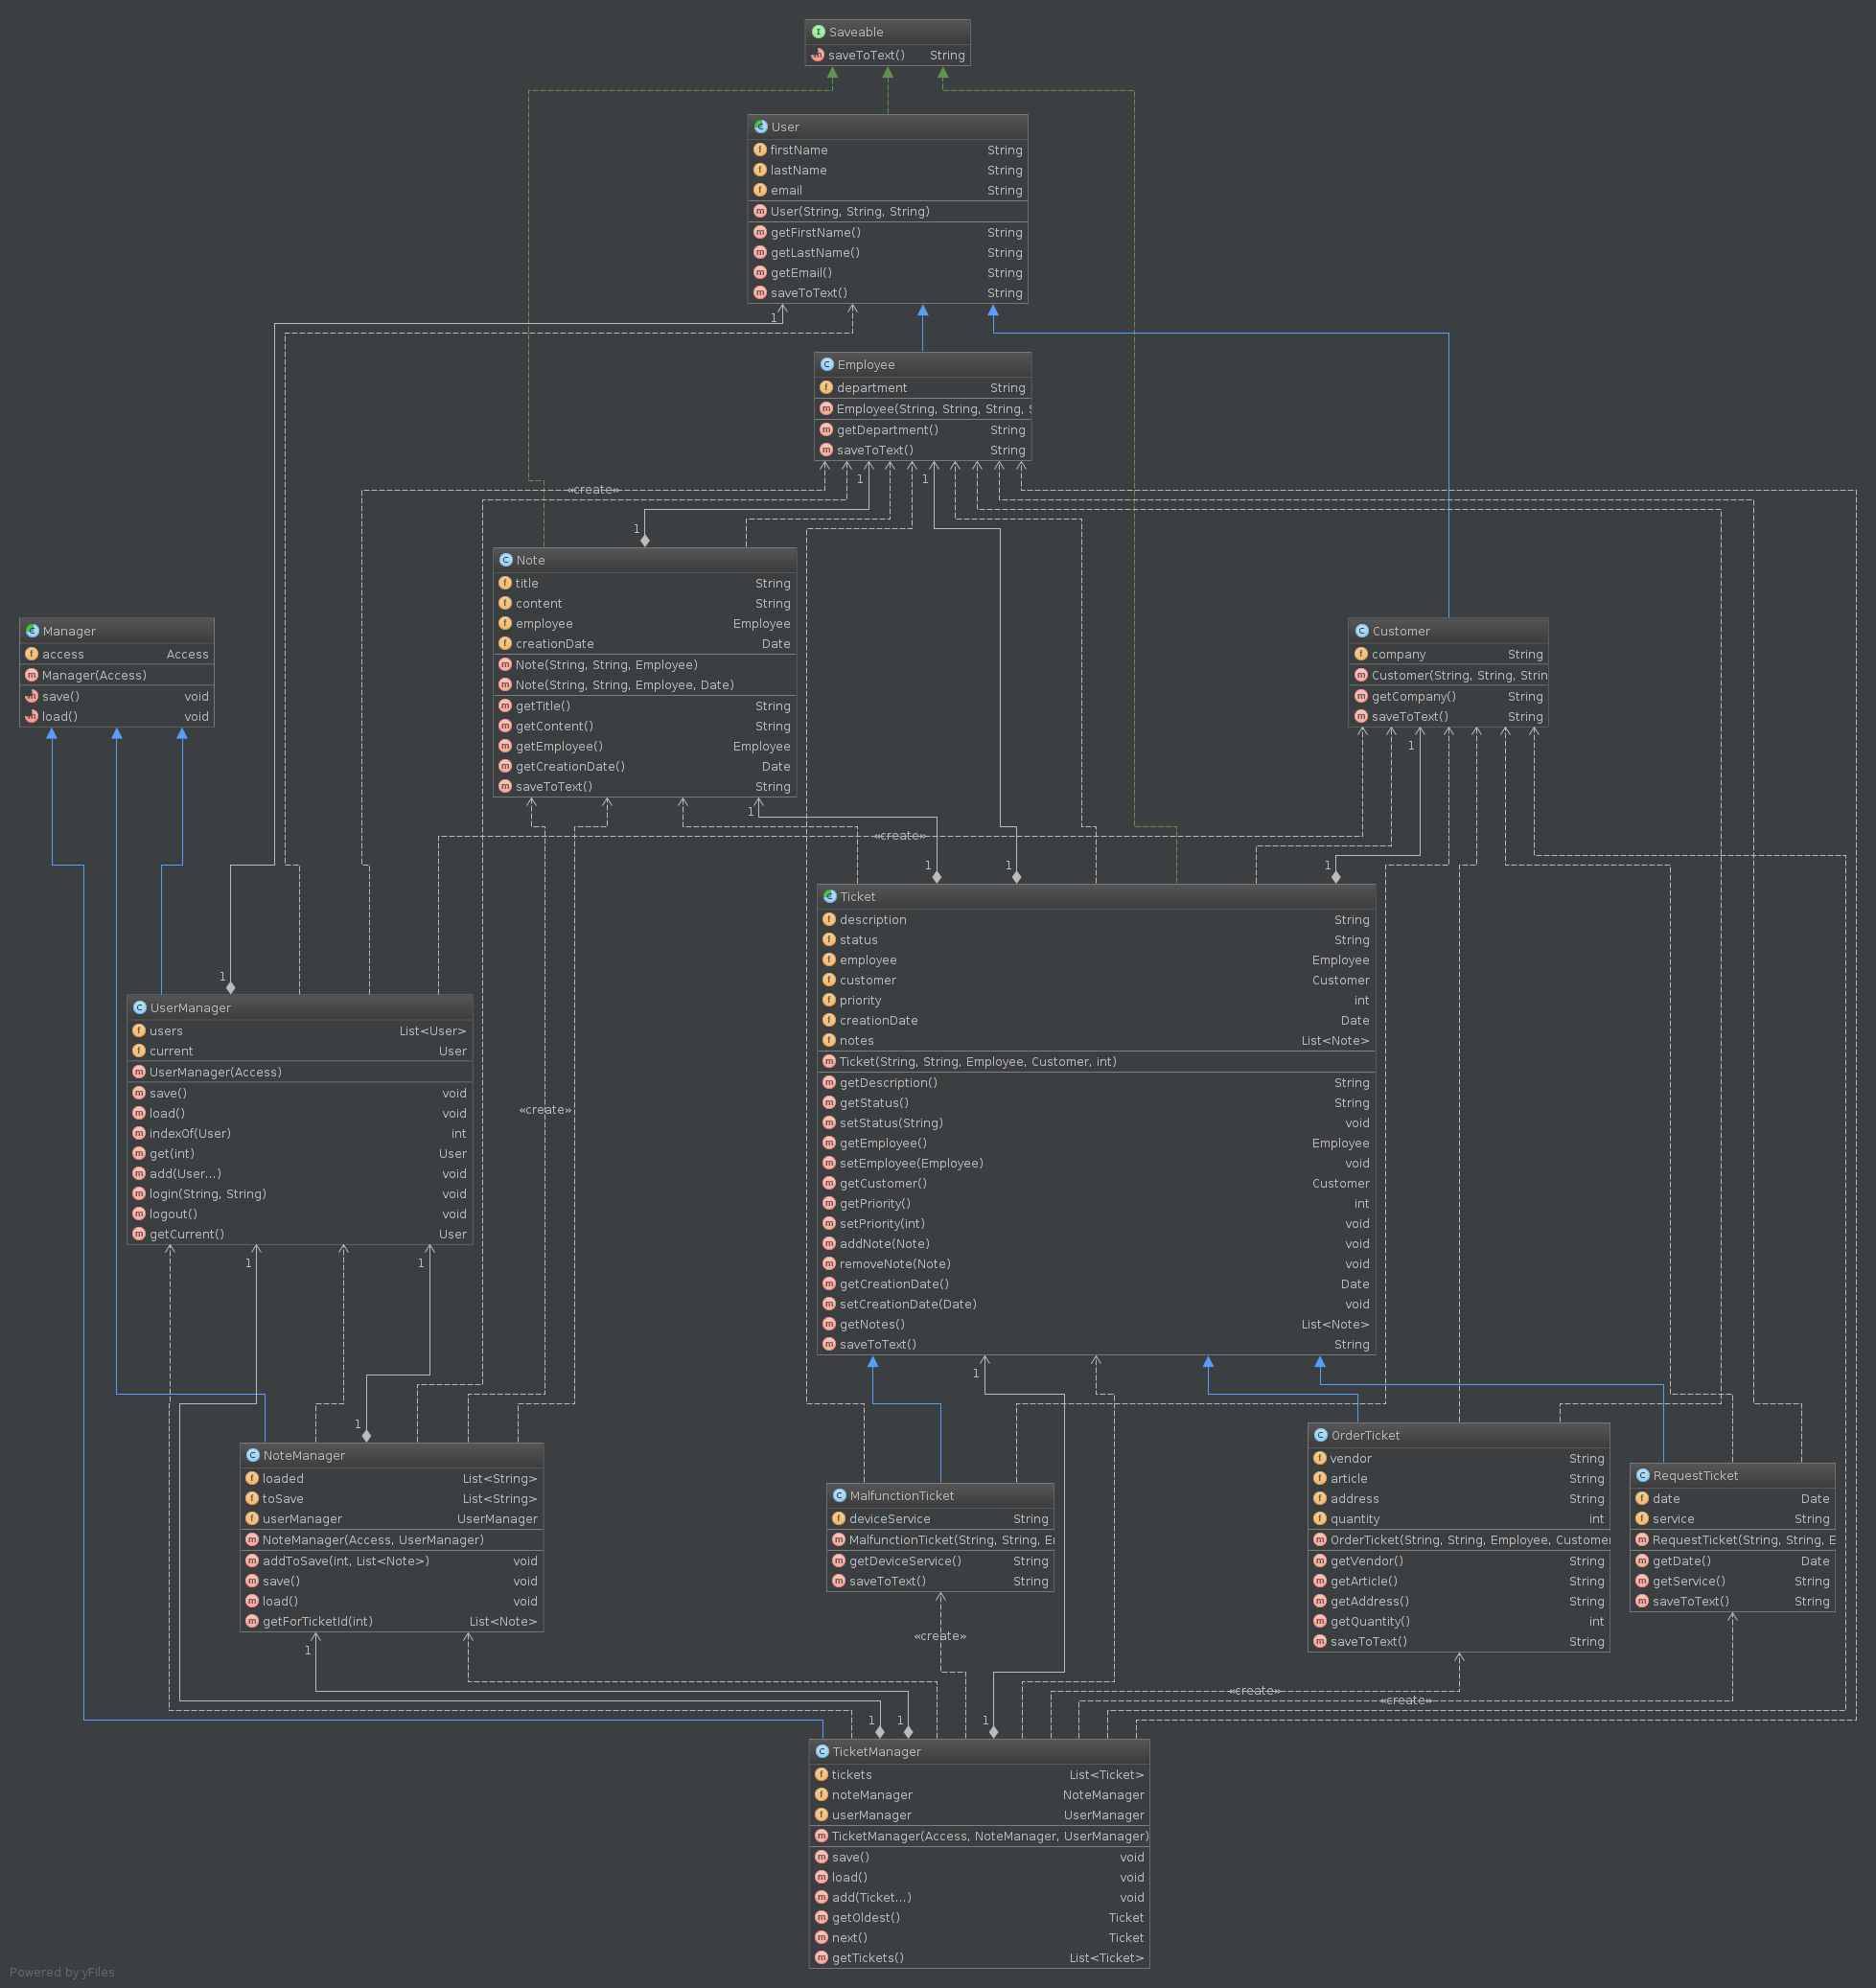 Saveable
saveToText() String
User
firstName String
lastName String
email String
User(String, String, String)
getFirstName() String
getLastName() String
getEmail() String
saveToText() String
1
Employee
department String
Employee(String, String, String, S
getDepartment() String
saveToText() String
1
1
«create»
1
Note
title String
content String
employee Employee
creationDate Date
Note(String, String, Employee)
Note(String, String, Employee, Date)
getTitle() String
getContent() String
getEmployee() Employee
getCreationDate() Date
saveToText() String
Manager
access Access
Manager(Access)
save() void
load() void
Customer
company String
Customer(String, String, Strin
getCompany() String
saveToText() String
1
1
«create»
1
1
1
Ticket
description String
status String
employee Employee
customer Customer
priority int
creationDate Date
notes List<Note>
Ticket(String, String, Employee, Customer, int)
getDescription() String
getStatus() String
setStatus(String) void
getEmployee() Employee
setEmployee(Employee) void
getCustomer() Customer
getPriority() int
setPriority(int) void
addNote(Note) void
removeNote(Note) void
getCreationDate() Date
setCreationDate(Date) void
getNotes() List<Note>
saveToText() String
1
1
UserManager
users List<User>
current User
UserManager(Access)
save() void
load() void
indexOf(User) int
get(int) User
add(User...) void
login(String, String) void
logout() void
getCurrent() User
«create»
1
1
1
NoteManager
loaded List<String>
toSave List<String>
userManager UserManager
NoteManager(Access, UserManager)
addToSave(int, List<Note>) void
save() void
load() void
getForTicketId(int) List<Note>
1
MalfunctionTicket
deviceService String
MalfunctionTicket(String, String, E
getDeviceService() String
saveToText() String
«create»
OrderTicket
vendor String
article String
address String
quantity int
OrderTicket(String, String, Employee, Customer
getVendor() String
getArticle() String
getAddress() String
getQuantity() int
saveToText() String
RequestTicket
date Date
service String
RequestTicket(String, String, E
getDate() Date
getService() String
saveToText() String
«create»
«create»
1
1
1
TicketManager
tickets List<Ticket>
noteManager NoteManager
userManager UserManager
TicketManager(Access, NoteManager, UserManager)
save() void
load() void
add(Ticket...) void
getOldest() Ticket
next() Ticket
getTickets() List<Ticket>
Powered by yFiles